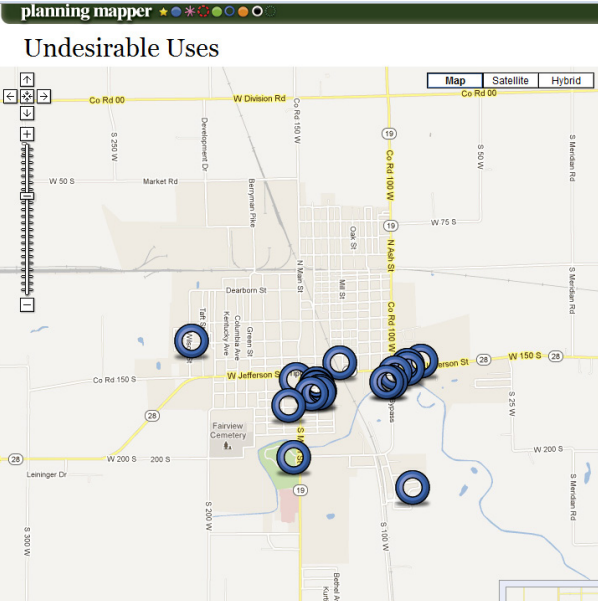 planning mapper
Undesirable Uses
Map
Satellite
Hybrid
Co Rd 00
W Division Rd
Co Rd 00
S 250 W
Development Dr
Co Rd 150 W
19
Co Rd 100 W
S 50 W
S Meridian Rd
W 50 S
Market Rd
Berryman Pike
19
W 75 S
Oak St
N Ash St
N Main St
Mill St
S Meridian Rd
Dearborn St
Taft St
Kentucky Ave
Columbia Ave
Green St
Co Rd 100 W
28
W 150 S
28
Co Rd 150 S
W Jefferson S
erson St
S 25 W
28
Fairview
Cemetery
28
W 200 S
200 S
W 200 S
Leininger Dr
19
S 200 W
S 100 W
S Meridian Rd
S 300 W
Bethel A